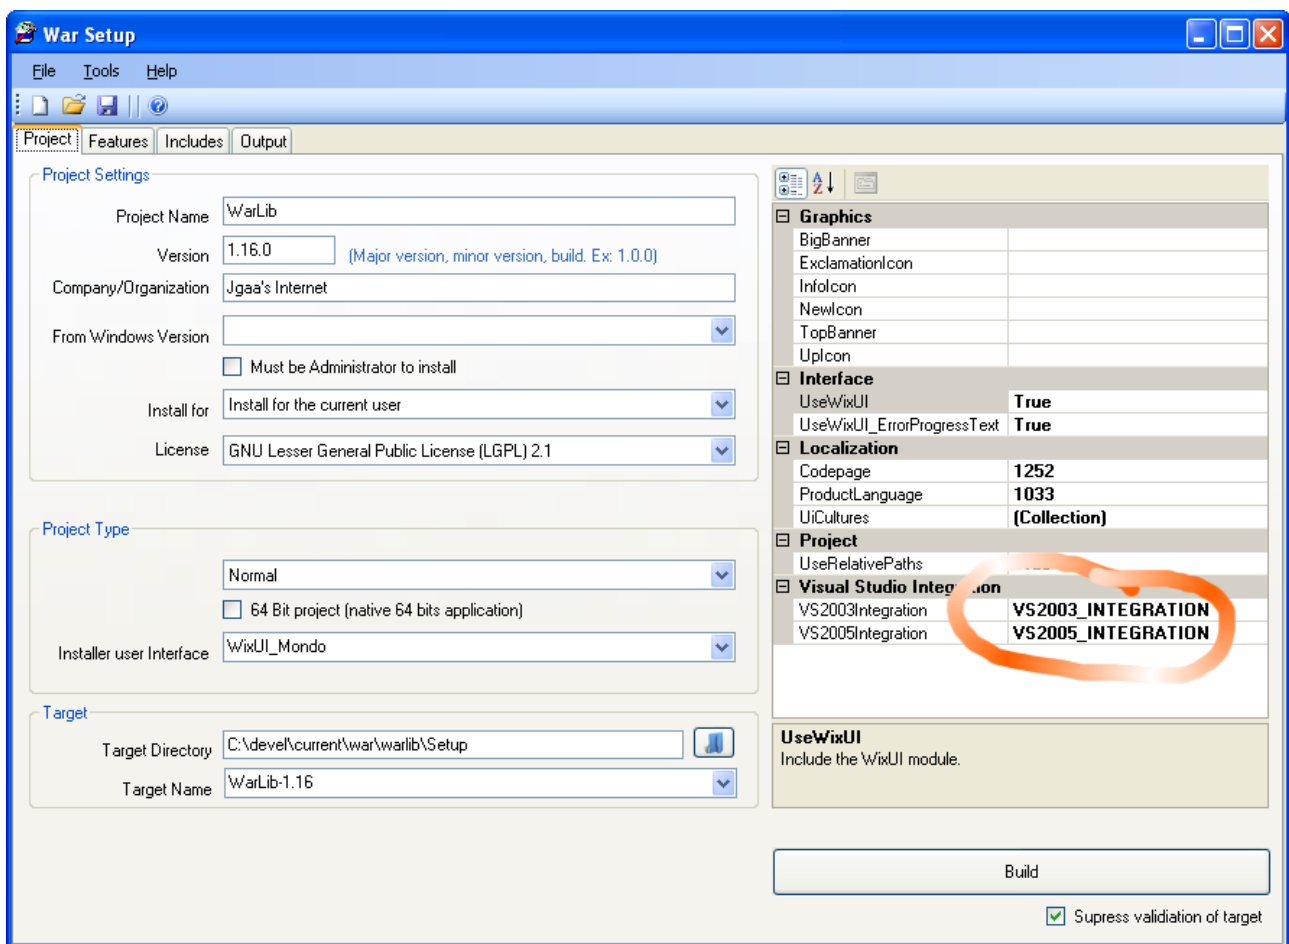 War Setup
File Tools Help
Project Features Includes Output
Project Settings
Project Name WarLib
Version 1.16.0 (Major version, minor version, build. Ex: 1.0.0)
Company/Organization Jgaa's Internet
From Windows Version
Must be Administrator to install
Install for Install for the current user
License GNU Lesser General Public License (LGPL) 2.1
Project Type
Normal
64 Bit project (native 64 bits application)
Installer user Interface WixUI_Mondo
Target
Target Directory C:\devel\current\war\warlib\Setup
Target Name WarLib-1.16
Graphics
BigBanner
ExclamationIcon
InfoIcon
NewIcon
TopBanner
UpIcon
Interface
UseWixUI True
UseWixUI_ErrorProgressText True
Localization
Codepage 1252
ProductLanguage 1033
UiCultures (Collection)
Project
UseRelativePaths
Visual Studio Integration
VS2003Integration VS2003_INTEGRATION
VS2005Integration VS2005_INTEGRATION
UseWixUI
Include the WixUI module.
Build
Supress validiation of target